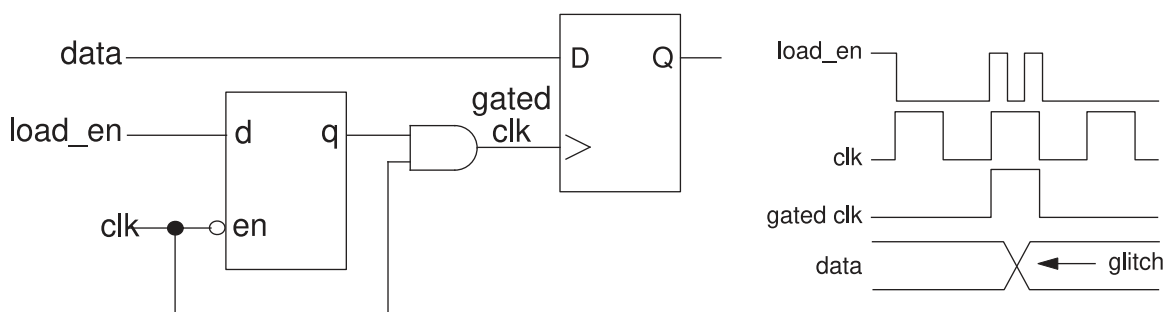 data
D
Q
gated
clk
load_en
d
q
clk
en
load_en
clk
gated clk
data
glitch